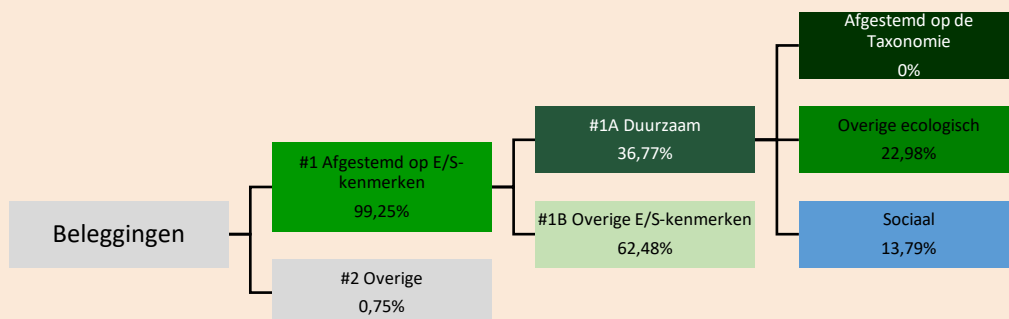 Beleggingen
#1 Afgestemd op E/S-
kenmerken
99,25%
#2 Overige
0,75%
#1A Duurzaam
36,77%
#1B Overige E/S-kenmerken
62,48%
Afgestemd op de
Taxonomie
0%
Overige ecologisch
22,98%
Sociaal
13,79%